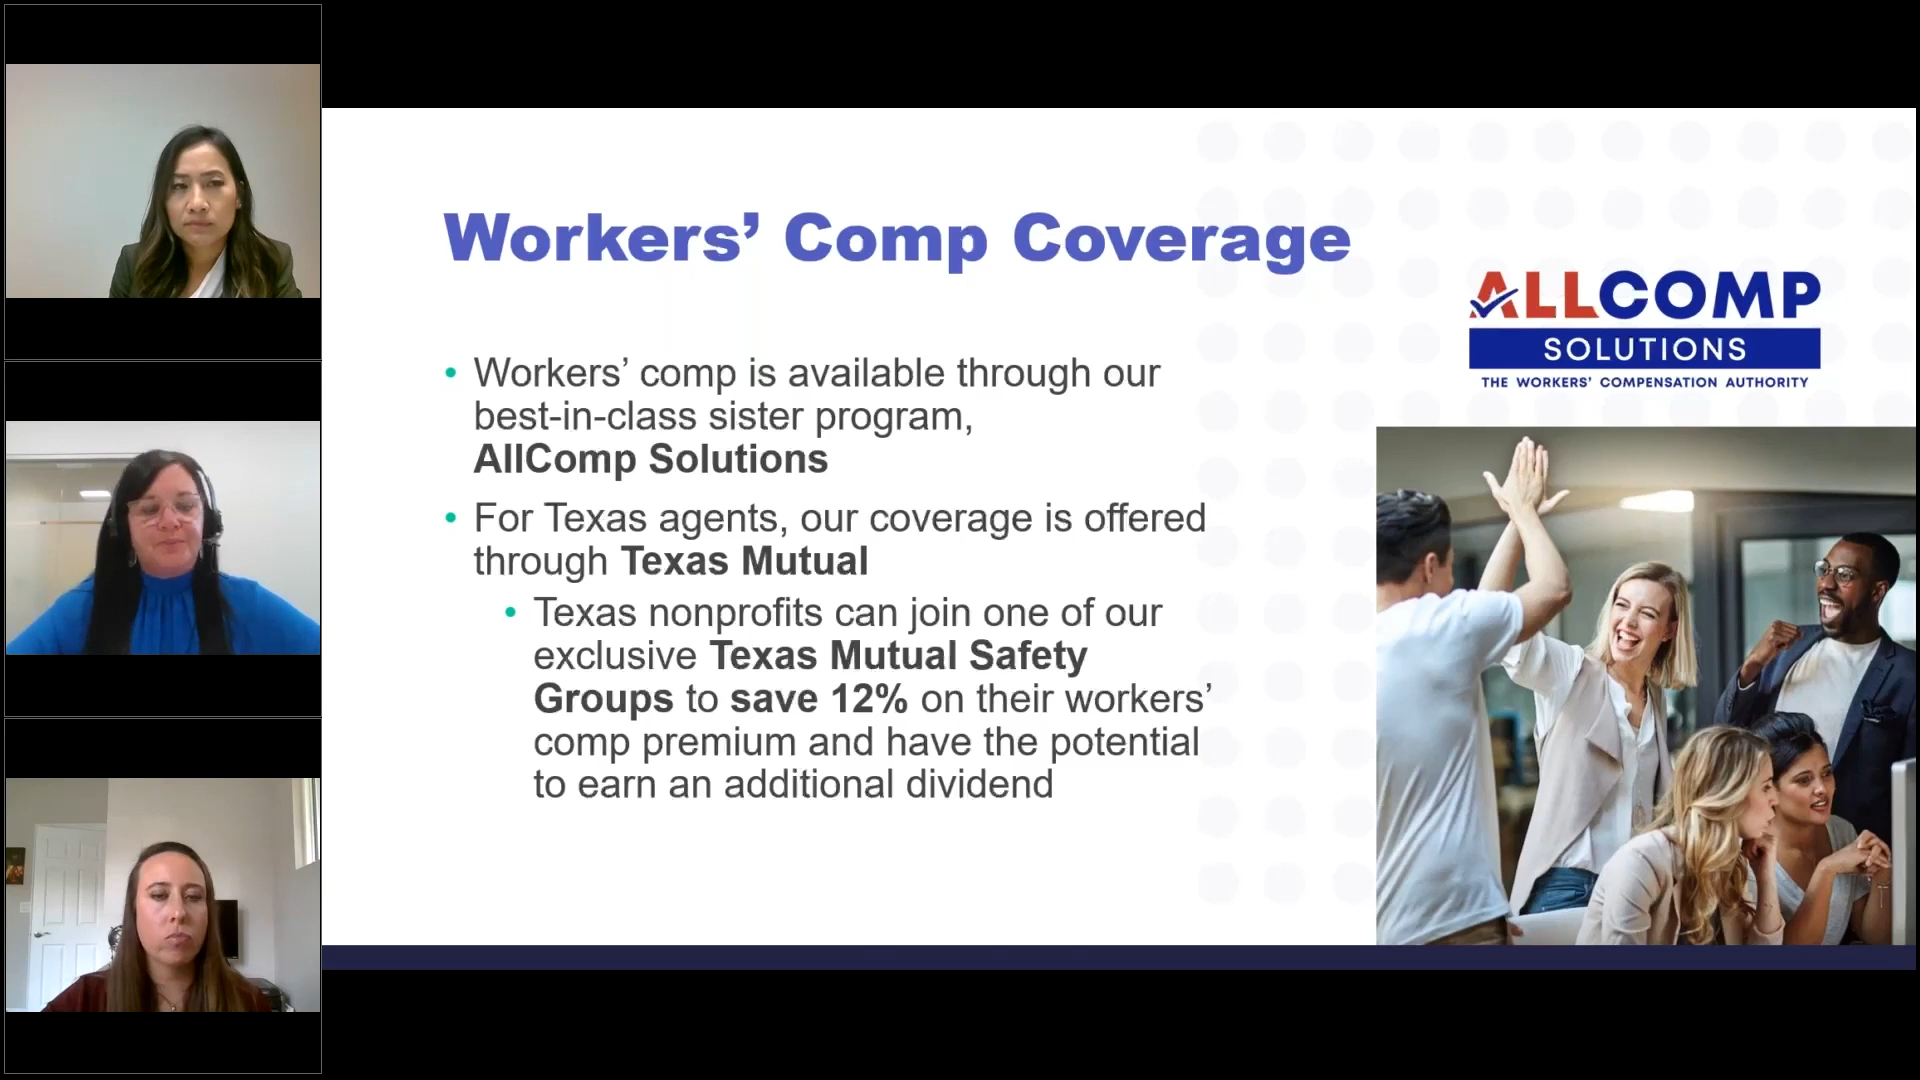 Workers’ Comp Coverage
• Workers’ comp is available through our
best-in-class sister program,
AllComp Solutions
• For Texas agents, our coverage is offered
through Texas Mutual
• Texas nonprofits can join one of our
exclusive Texas Mutual Safety
Groups to save 12% on their workers’
comp premium and have the potential
to earn an additional dividend
ALLCOMP
SOLUTIONS
THE WORKERS’ COMPENSATION AUTHORITY